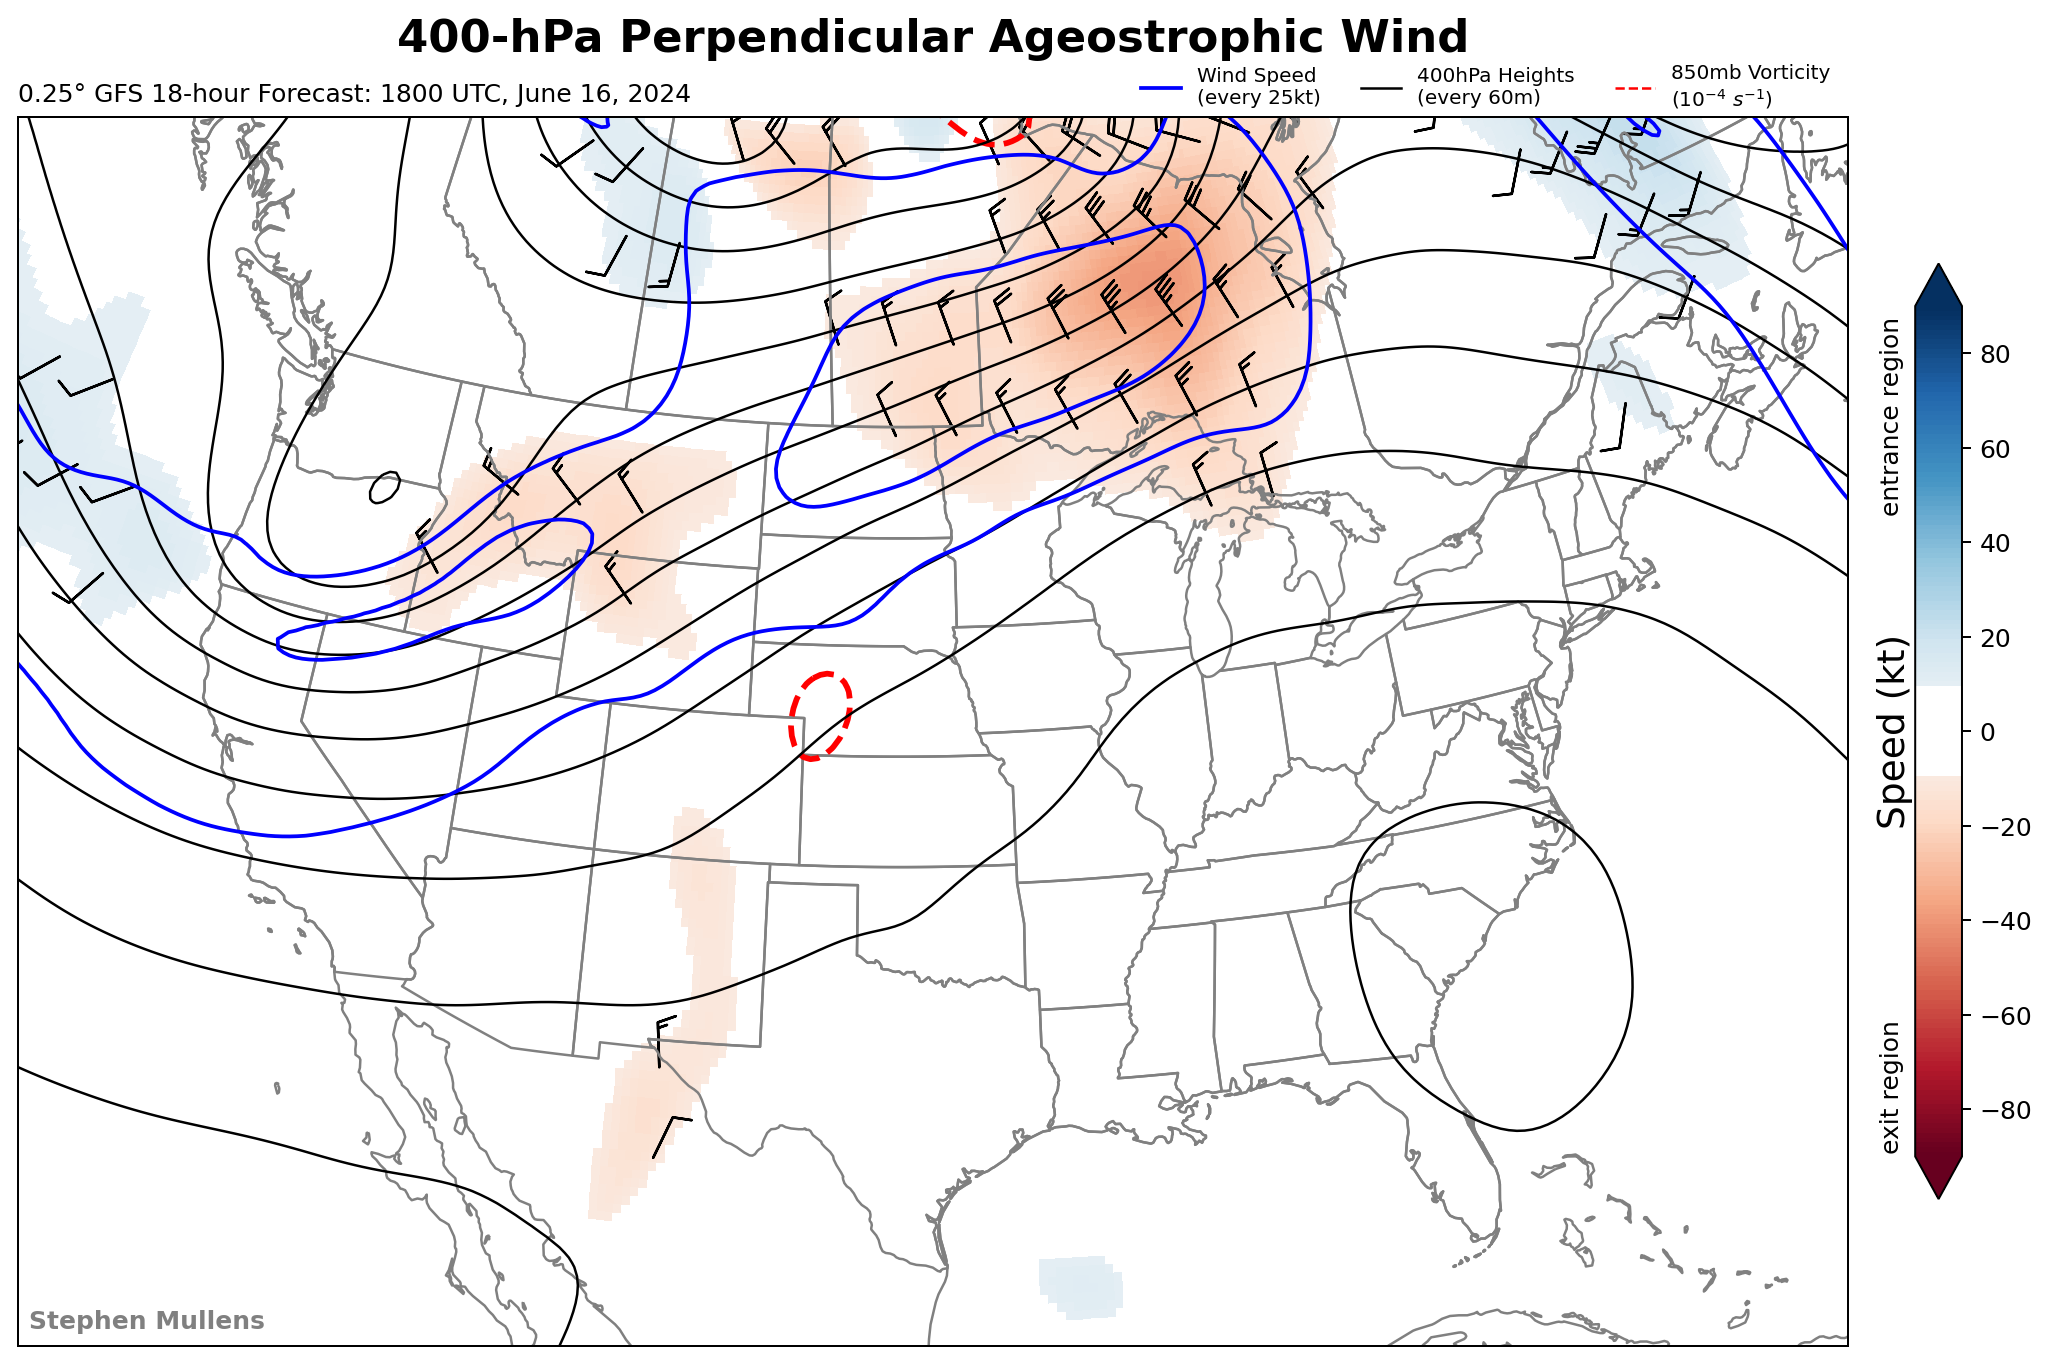 400-hPa Perpendicular Ageostrophic Wind
0.25° GFS 18-hour Forecast: 1800 UTC, June 16, 2024
Wind Speed
(every 25kt)
400hPa Heights
(every 60m)
850mb Vorticity
(10⁻⁴ s⁻¹)
entrance region
Speed (kt)
exit region
80
60
40
20
0
−20
−40
−60
−80
Stephen Mullens